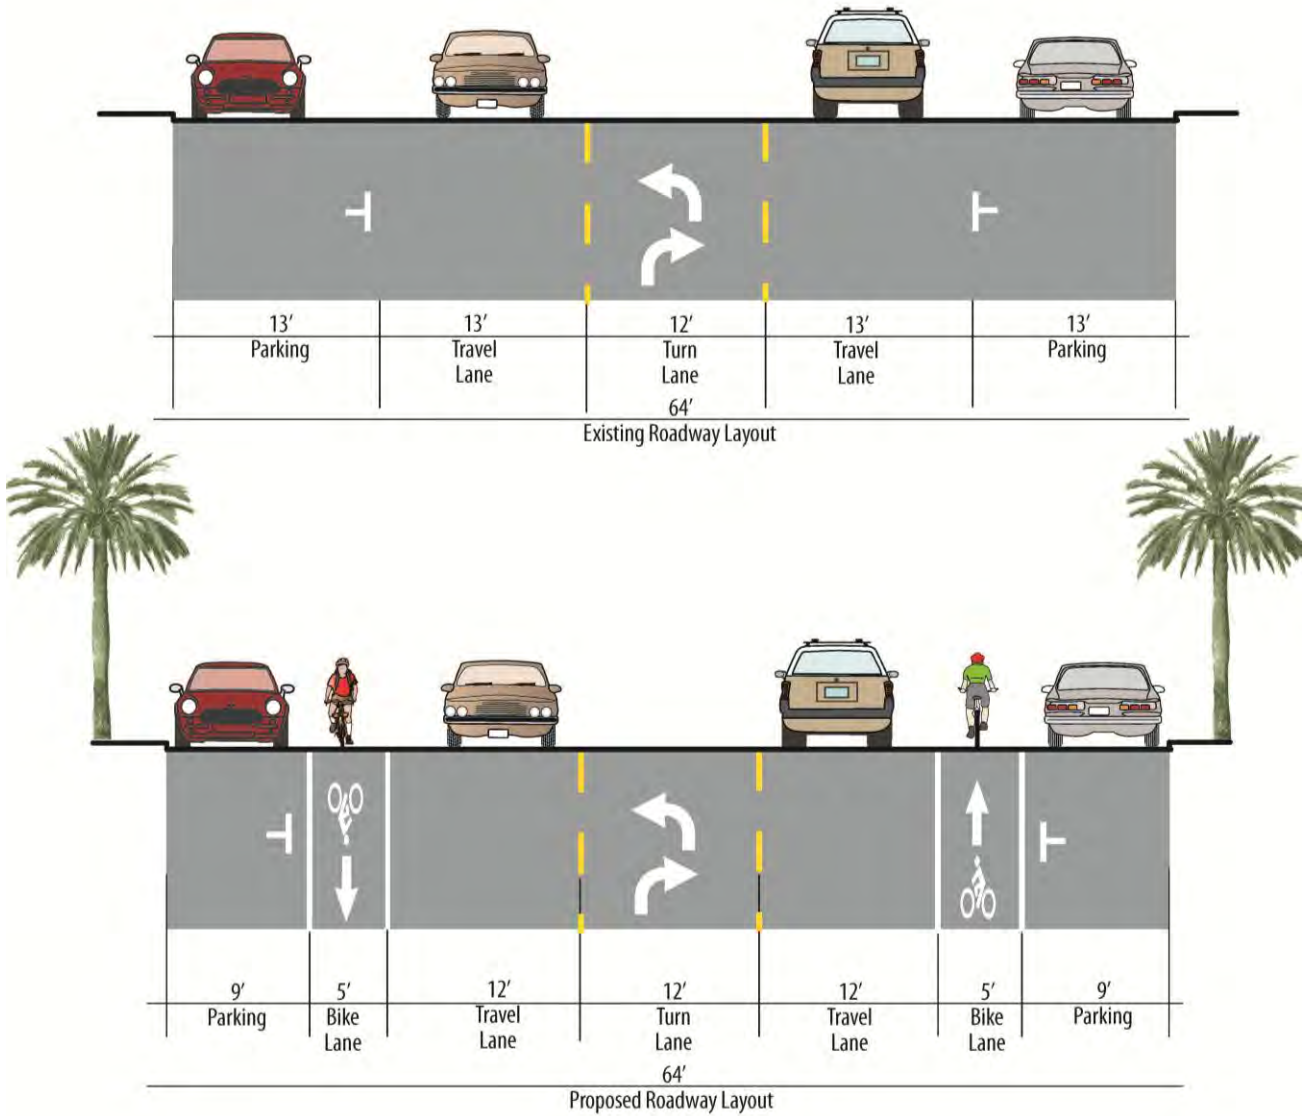 13′ 13′ 12′ 13′ 13′
Parking Travel Turn Travel Parking
Lane Lane Lane
64′
Existing Roadway Layout
9′ 5′ 12′ 12′ 12′ 5′ 9′
Parking Bike Travel Turn Travel Bike Parking
Lane Lane Lane Lane Lane
64′
Proposed Roadway Layout